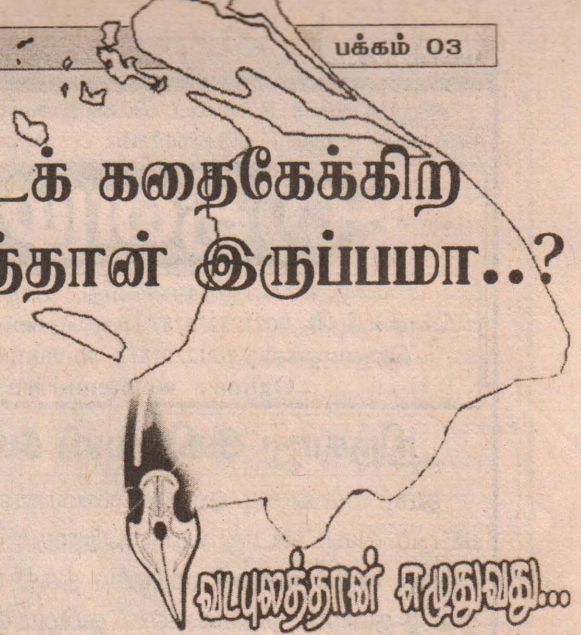 பக்கம் 03
டக் கதைகேக்கிற
த்தான் இருப்பமா..?
வடபுலத்தான் எழுதுவது...